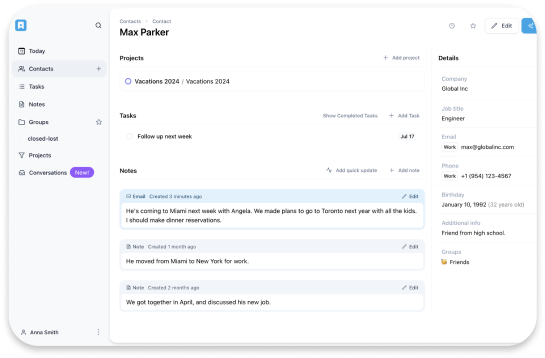 Today
Contacts +
Tasks
Notes
Groups
closed-lost
Projects
Conversations New!
Anna Smith
Contacts > Contact
Max Parker
Edit
Projects
+ Add project
Vacations 2024 / Vacations 2024
Tasks
Show Completed Tasks + Add Task
Follow up next week Jul 17
Notes
Add quick update + Add note
Email Created 3 minutes ago Edit
He's coming to Miami next week with Angela. We made plans to go to Toronto next year with all the kids.
I should make dinner reservations.
Note Created 1 month ago Edit
He moved from Miami to New York for work.
Note Created 2 months ago Edit
We got together in April, and discussed his new job.
Details
Company
Global Inc
Job title
Engineer
Email
Work max@globalinc.com
Phone
Work +1 (954) 123-4567
Birthday
January 10, 1992 (32 years old)
Additional info
Friend from high school.
Groups
Friends